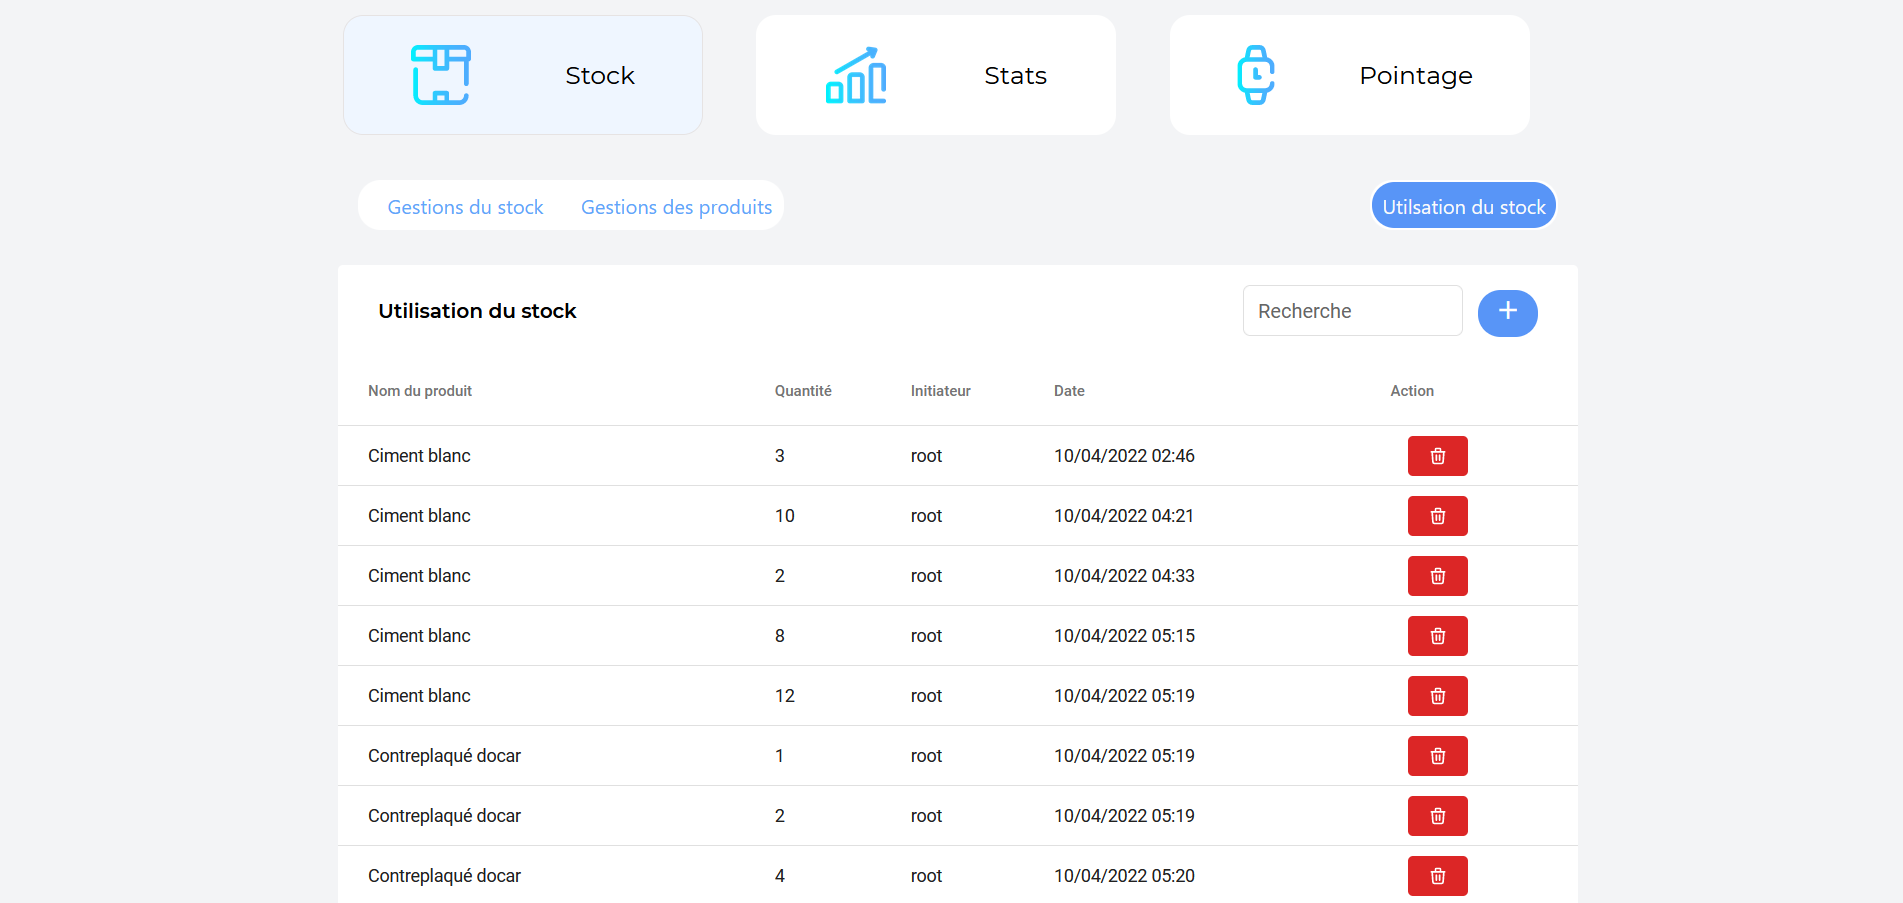 Stock Stats Pointage
Gestions du stock Gestions des produits Utilsation du stock
Utilisation du stock Recherche +
Nom du produit Quantité Initiateur Date Action
Ciment blanc 3 root 10/04/2022 02:46
Ciment blanc 10 root 10/04/2022 04:21
Ciment blanc 2 root 10/04/2022 04:33
Ciment blanc 8 root 10/04/2022 05:15
Ciment blanc 12 root 10/04/2022 05:19
Contreplaqué docar 1 root 10/04/2022 05:19
Contreplaqué docar 2 root 10/04/2022 05:19
Contreplaqué docar 4 root 10/04/2022 05:20